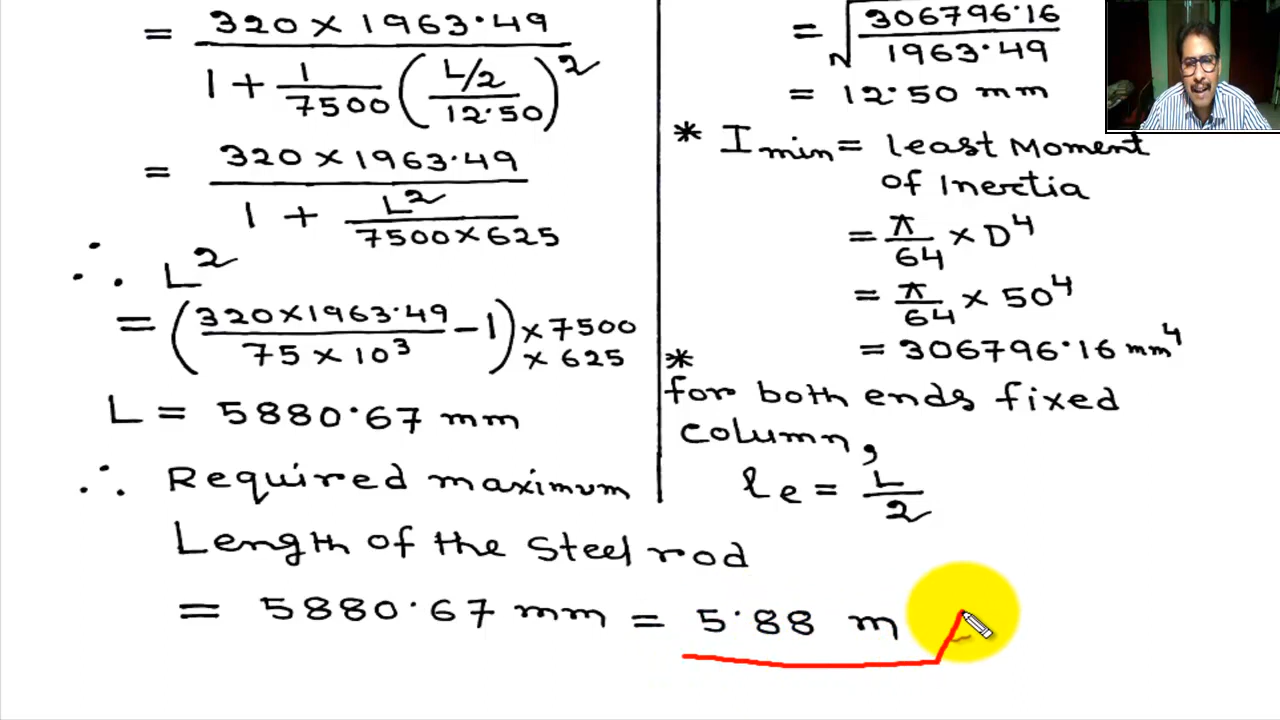 = 320 × 1963.49 / 1 + 1/7500 (L/2 / 12.50)²
= 320 × 1963.49 / 1 + L² / 7500 × 625
∴ L²
= (320 × 1963.49 / 75 × 10³ − 1) × 7500 × 625
L = 5880.67 mm
∴ Required maximum
Length of the steel rod
= 5880.67 mm = 5.88 m
= √306796.16 / 1963.49
= 12.50 mm
* I min = least Moment
of Inertia
= π/64 × D⁴
= π/64 × 50⁴
= 306796.16 mm⁴
*
for both ends fixed
column,
le = L/2